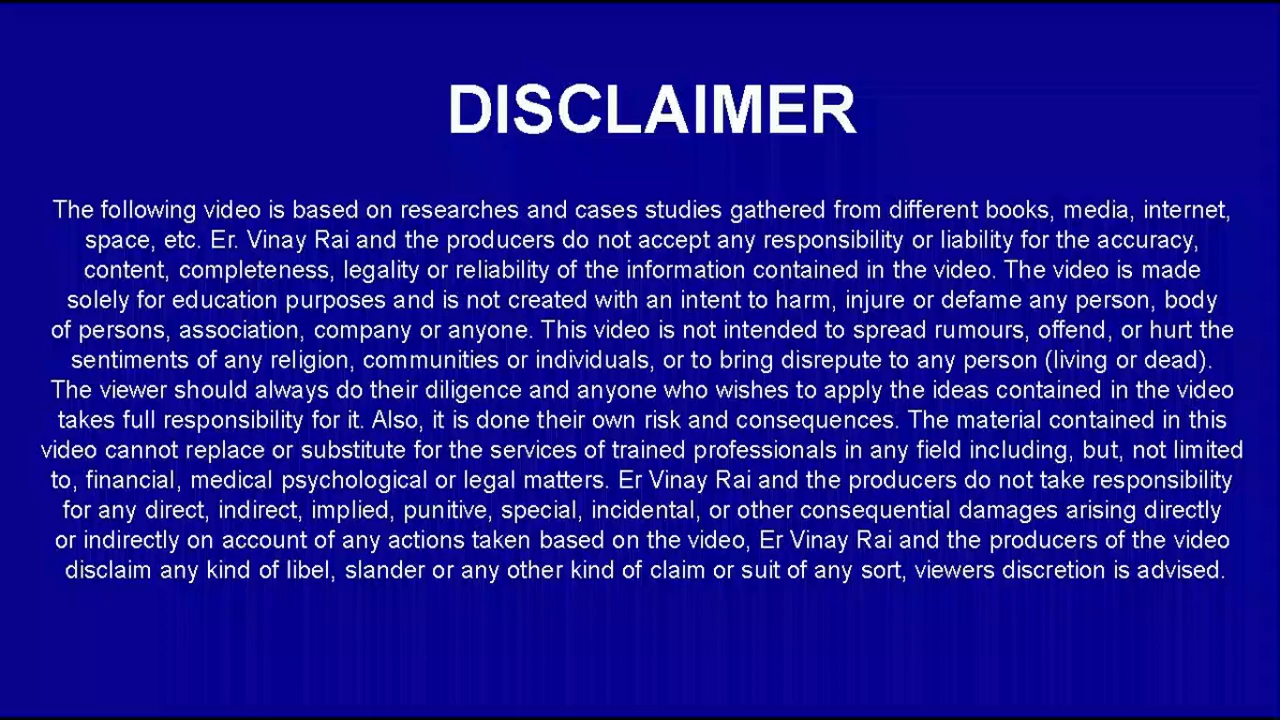 DISCLAIMER
The following video is based on researches and cases studies gathered from different books, media, internet,
space, etc. Er. Vinay Rai and the producers do not accept any responsibility or liability for the accuracy,
content, completeness, legality or reliability of the information contained in the video. The video is made
solely for education purposes and is not created with an intent to harm, injure or defame any person, body
of persons, association, company or anyone. This video is not intended to spread rumours, offend, or hurt the
sentiments of any religion, communities or individuals, or to bring disrepute to any person (living or dead).
The viewer should always do their diligence and anyone who wishes to apply the ideas contained in the video
takes full responsibility for it. Also, it is done their own risk and consequences. The material contained in this
video cannot replace or substitute for the services of trained professionals in any field including, but, not limited
to, financial, medical psychological or legal matters. Er Vinay Rai and the producers do not take responsibility
for any direct, indirect, implied, punitive, special, incidental, or other consequential damages arising directly
or indirectly on account of any actions taken based on the video, Er Vinay Rai and the producers of the video
disclaim any kind of libel, slander or any other kind of claim or suit of any sort, viewers discretion is advised.